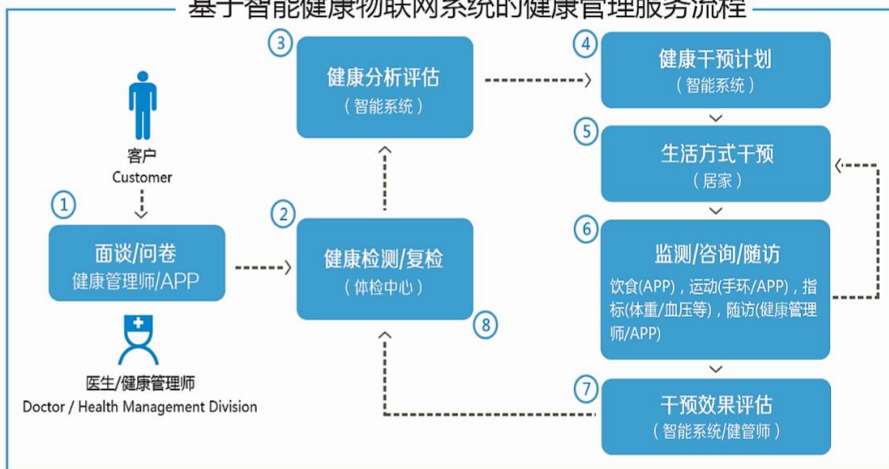 基于智能健康物联网系统的健康管理服务流程
客户
Customer
①
面谈/问卷
健康管理师/APP
医生/健康管理师
Doctor / Health Management Division
②
健康检测/复检
（体检中心）
⑧
③
健康分析评估
（智能系统）
④
健康干预计划
（智能系统）
⑤
生活方式干预
（居家）
⑥
监测/咨询/随访
饮食(APP)，运动(手环/APP)，指
标(体重/血压等)，随访(健康管理
师/APP)
⑦
干预效果评估
（智能系统/健管师）